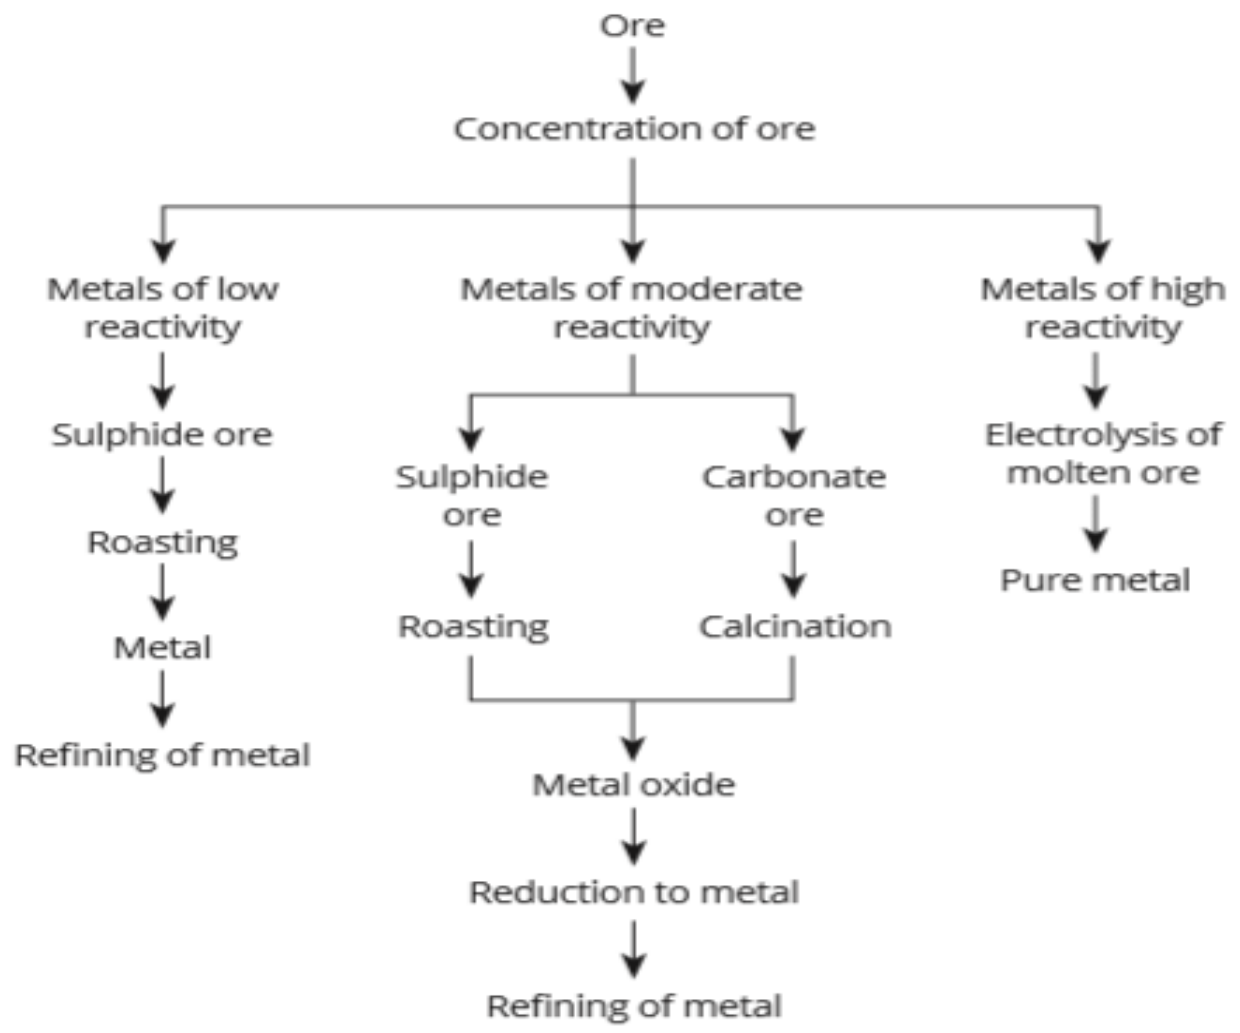 Ore
Concentration of ore
Metals of low
reactivity
Metals of moderate
reactivity
Metals of high
reactivity
Sulphide ore
Roasting
Metal
Refining of metal
Sulphide
ore
Roasting
Carbonate
ore
Calcination
Metal oxide
Reduction to metal
Refining of metal
Electrolysis of
molten ore
Pure metal